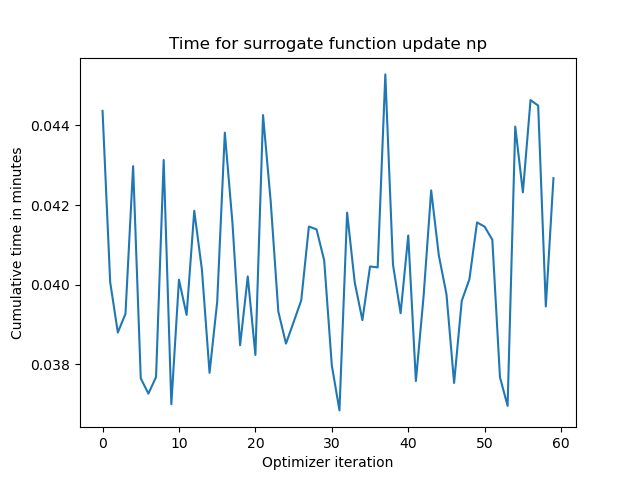 Time for surrogate function update np
Cumulative time in minutes
0.044
0.042
0.040
0.038
0 10 20 30 40 50 60
Optimizer iteration